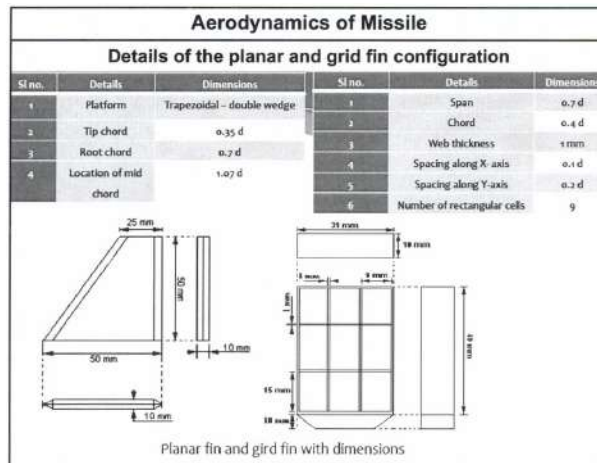 Aerodynamics of Missile
Details of the planar and grid fin configuration
Sl no. Details Dimensions
1 Platform Trapezoidal – double wedge
2 Tip chord 0.35 d
3 Root chord 0.7 d
4 Location of mid chord 1.07 d
Sl no. Details Dimensions
1 Span 0.7 d
2 Chord 0.4 d
3 Web thickness 1 mm
4 Spacing along X- axis 0.1 d
5 Spacing along Y-axis 0.2 d
6 Number of rectangular cells 9
25 mm
50 mm
50 mm
10 mm
10 mm
31 mm
10 mm
1 mm
9 mm
1 mm
15 mm
10 mm
Planar fin and gird fin with dimensions